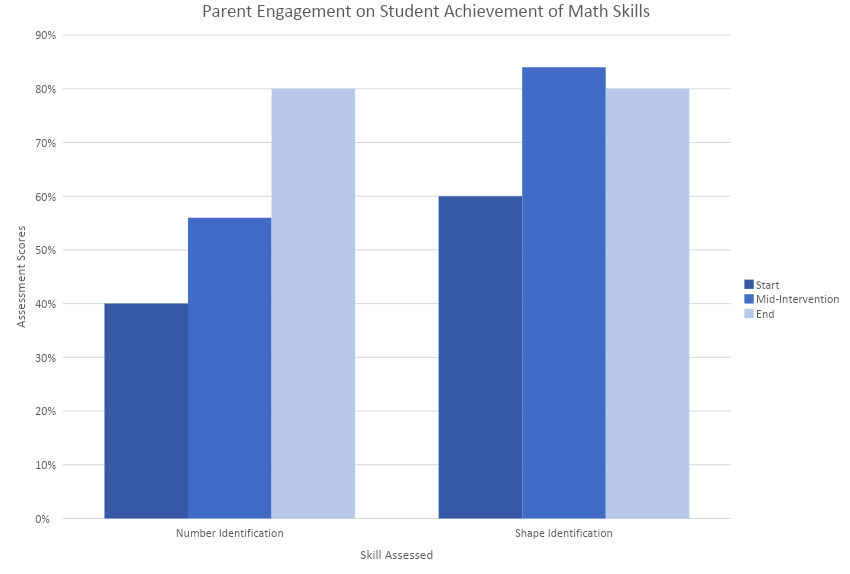 Parent Engagement on Student Achievement of Math Skills
90%
80%
70%
60%
50%
40%
30%
20%
10%
0%
Assessment Scores
Number Identification
Shape Identification
Skill Assessed
Start
Mid-Intervention
End